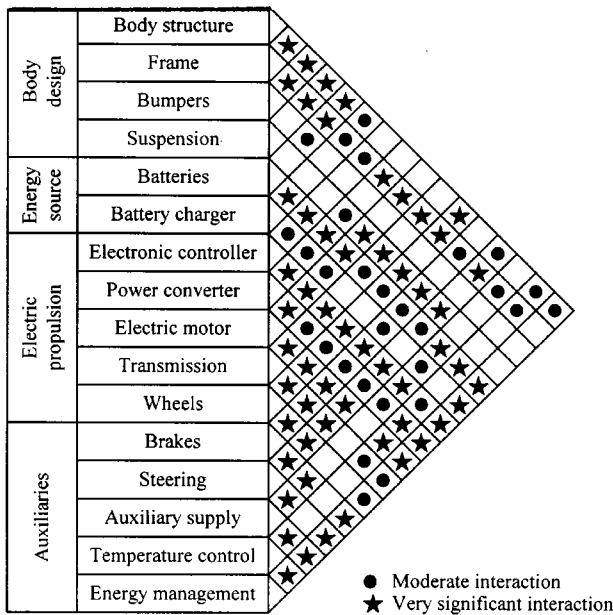 Body design
Body structure
Frame
Bumpers
Suspension
Energy source
Batteries
Battery charger
Electric propulsion
Electronic controller
Power converter
Electric motor
Transmission
Wheels
Auxiliaries
Brakes
Steering
Auxiliary supply
Temperature control
Energy management
Moderate interaction
Very significant interaction